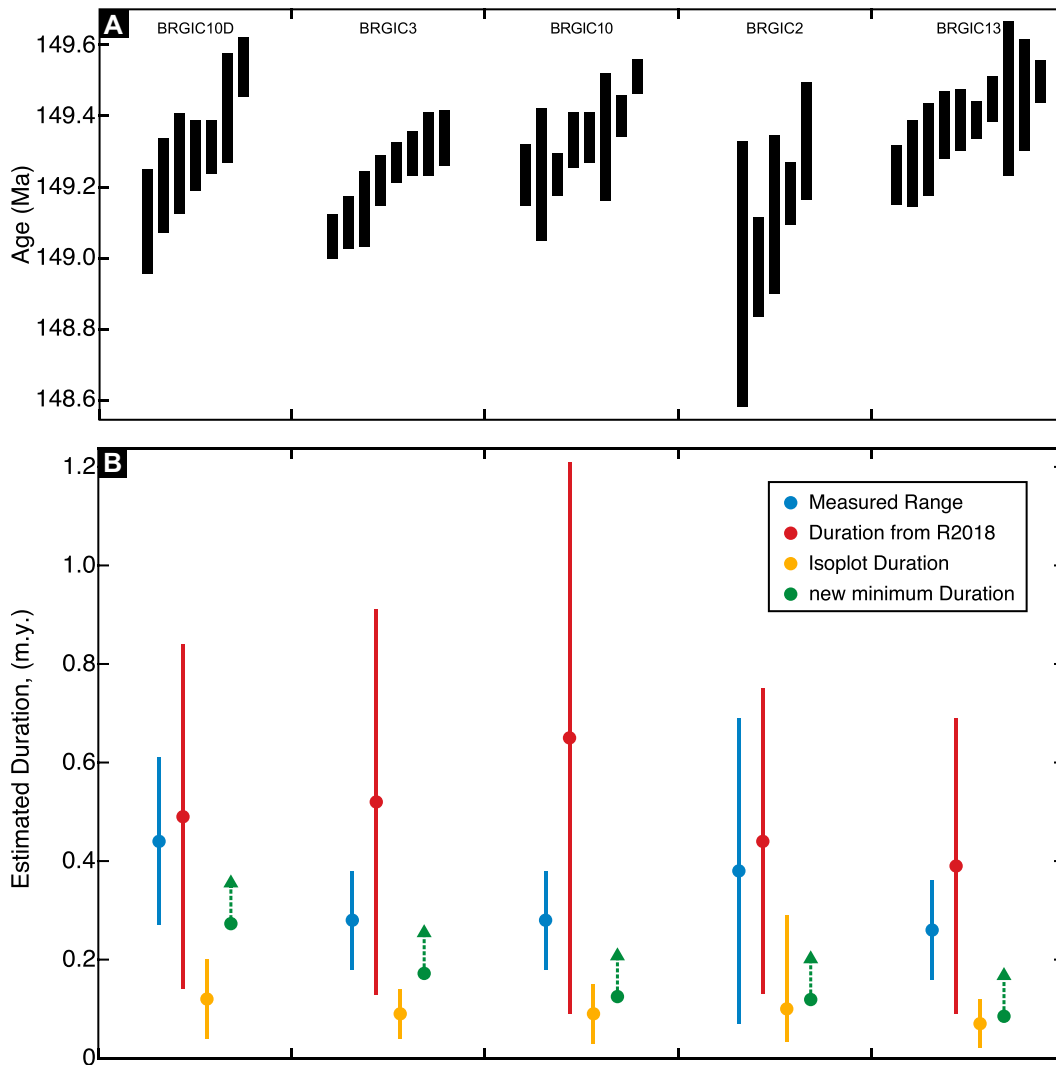 A
BRGIC10D
BRGIC3
BRGIC10
BRGIC2
BRGIC13
149.6
149.4
149.2
149.0
148.8
148.6
Age (Ma)
B
1.2
1.0
0.8
0.6
0.4
0.2
0
Estimated Duration, (m.y.)
Measured Range
Duration from R2018
Isoplot Duration
new minimum Duration